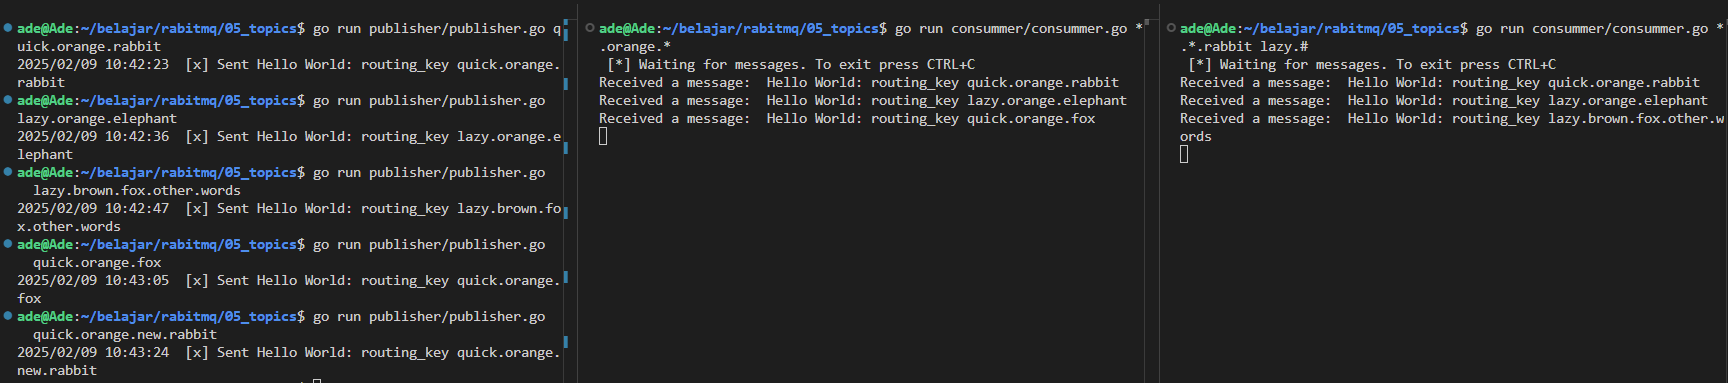 ade@Ade:~/belajar/rabitmq/05_topics$ go run publisher/publisher.go q
uick.orange.rabbit
2025/02/09 10:42:23  [x] Sent Hello World: routing_key quick.orange.
rabbit
ade@Ade:~/belajar/rabitmq/05_topics$ go run publisher/publisher.go
lazy.orange.elephant
2025/02/09 10:42:36  [x] Sent Hello World: routing_key lazy.orange.e
lephant
ade@Ade:~/belajar/rabitmq/05_topics$ go run publisher/publisher.go
  lazy.brown.fox.other.words
2025/02/09 10:42:47  [x] Sent Hello World: routing_key lazy.brown.fo
x.other.words
ade@Ade:~/belajar/rabitmq/05_topics$ go run publisher/publisher.go
  quick.orange.fox
2025/02/09 10:43:05  [x] Sent Hello World: routing_key quick.orange.
fox
ade@Ade:~/belajar/rabitmq/05_topics$ go run publisher/publisher.go
  quick.orange.new.rabbit
2025/02/09 10:43:24  [x] Sent Hello World: routing_key quick.orange.
new.rabbit
ade@Ade:~/belajar/rabitmq/05_topics$ go run consummer/consummer.go *
.orange.*
 [*] Waiting for messages. To exit press CTRL+C
Received a message:  Hello World: routing_key quick.orange.rabbit
Received a message:  Hello World: routing_key lazy.orange.elephant
Received a message:  Hello World: routing_key quick.orange.fox
ade@Ade:~/belajar/rabitmq/05_topics$ go run consummer/consummer.go *
.*.rabbit lazy.#
 [*] Waiting for messages. To exit press CTRL+C
Received a message:  Hello World: routing_key quick.orange.rabbit
Received a message:  Hello World: routing_key lazy.orange.elephant
Received a message:  Hello World: routing_key lazy.brown.fox.other.w
ords